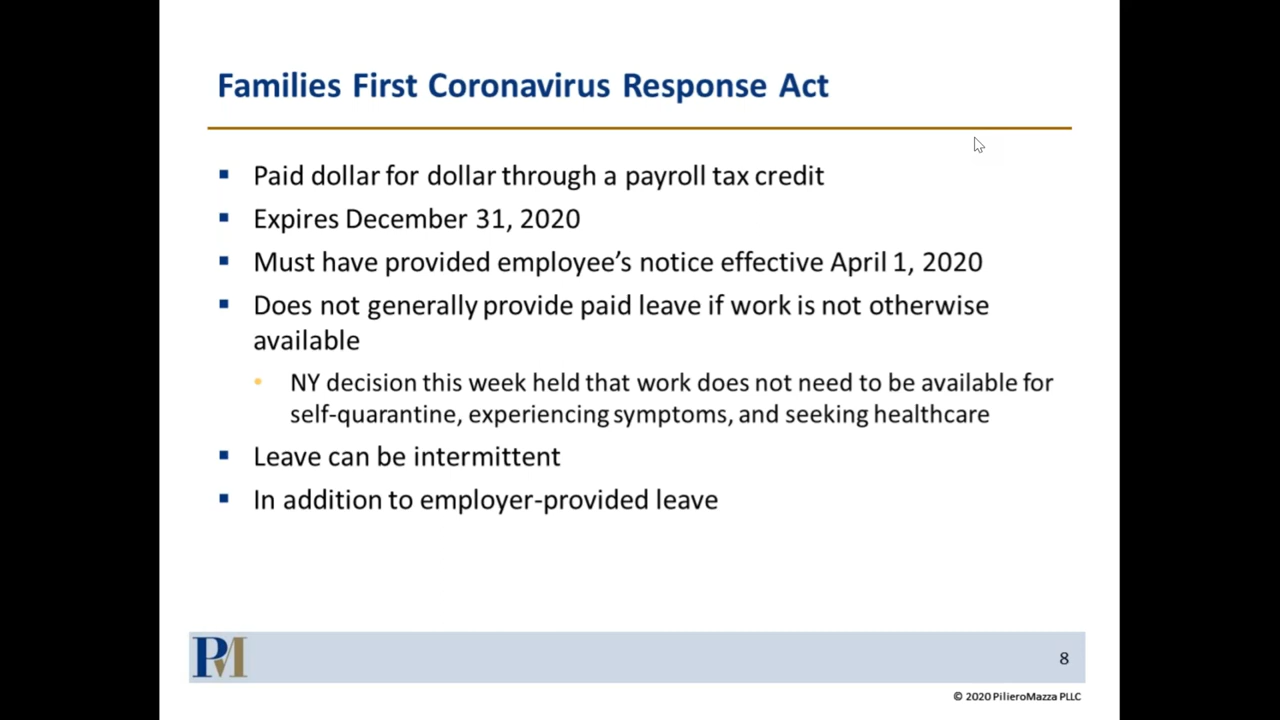 Families First Coronavirus Response Act
Paid dollar for dollar through a payroll tax credit
Expires December 31, 2020
Must have provided employee’s notice effective April 1, 2020
Does not generally provide paid leave if work is not otherwise
available
NY decision this week held that work does not need to be available for
self-quarantine, experiencing symptoms, and seeking healthcare
Leave can be intermittent
In addition to employer-provided leave
PM
8
© 2020 PilieroMazza PLLC